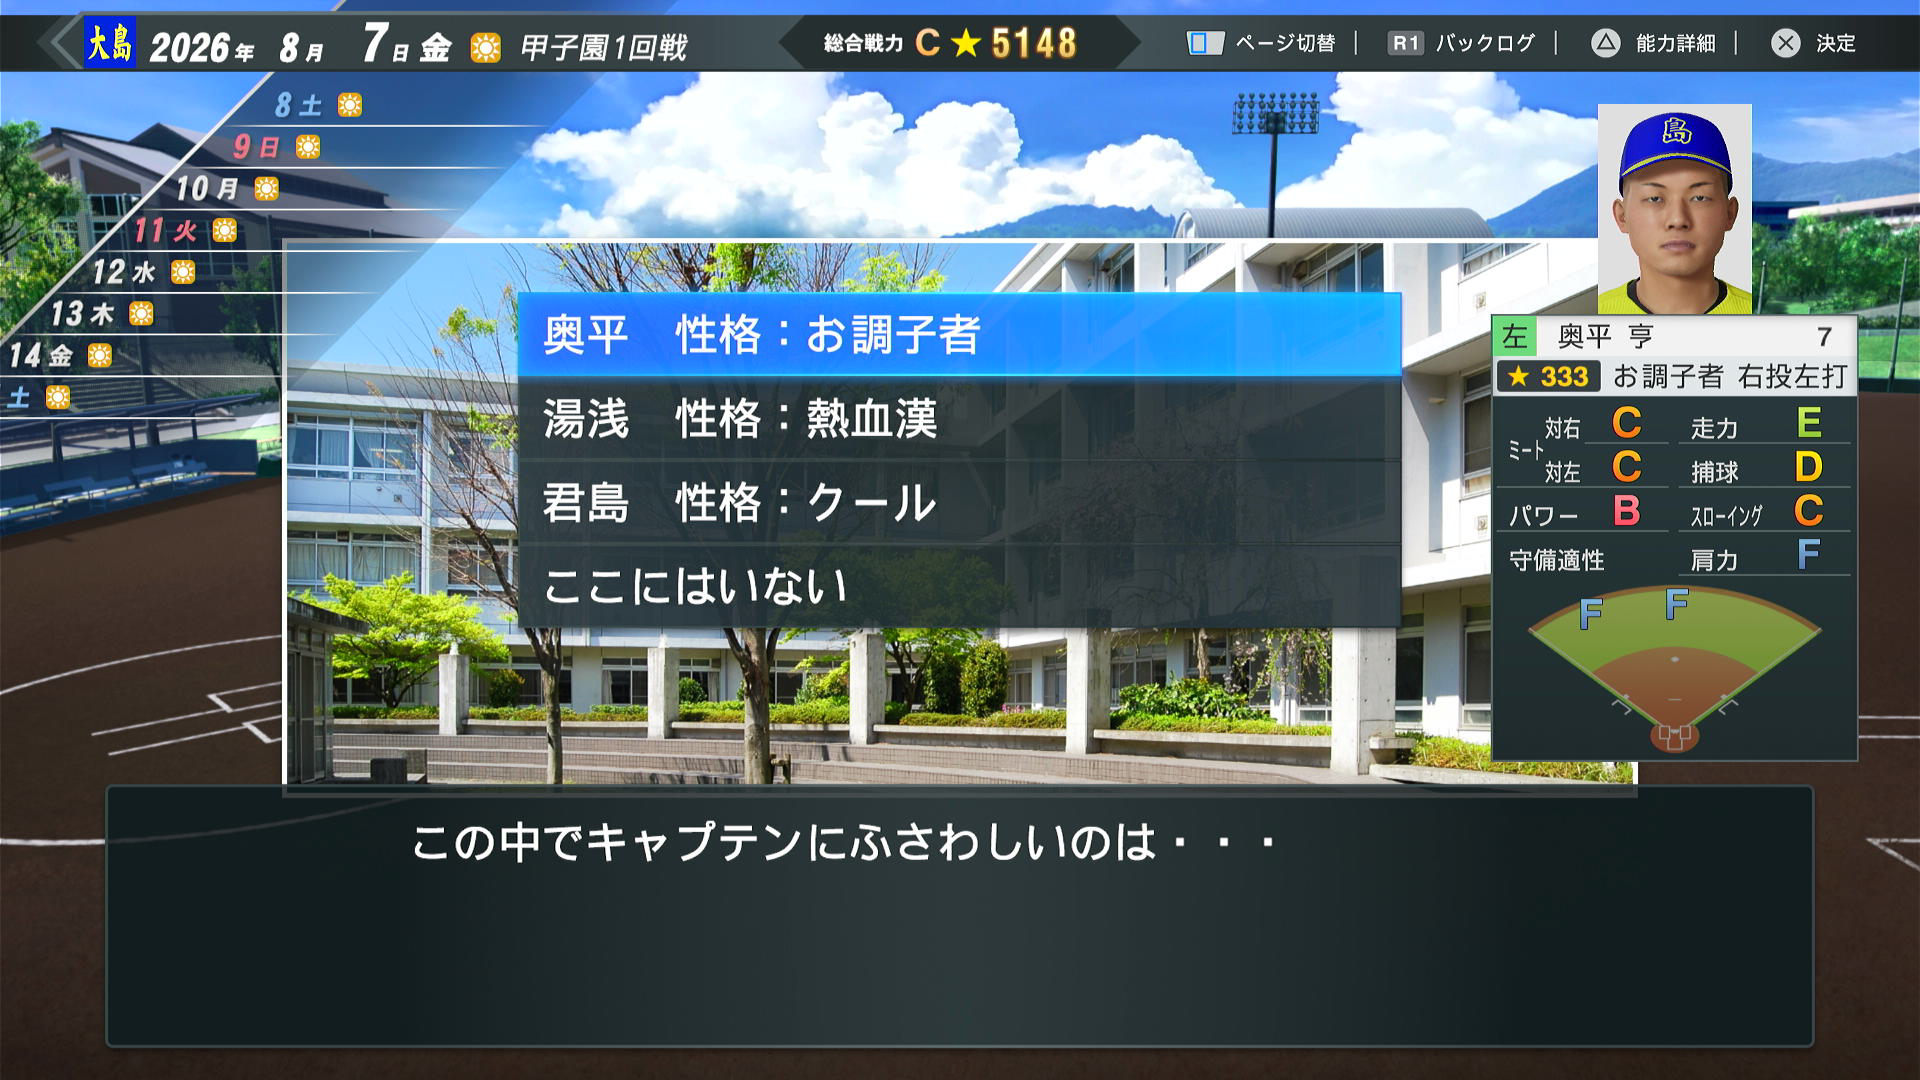 大島 2026年 8月 7日 金 甲子園1回戦 総合戦力 C ★ 5148 ページ切替 | R1 バックログ | 能力詳細 | 決定
8 土
9 日
10 月
11 火
12 水
13 木
14 金
土
島
奥平 性格：お調子者
湯浅 性格：熱血漢
君島 性格：クール
ここにはいない
左 奥平 亨 7
★ 333 お調子者 右投左打
ミート 対右 C 走力 E
対左 C 捕球 D
パワー B スローイング C
守備適性 肩力 F
F F
この中でキャプテンにふさわしいのは・・・